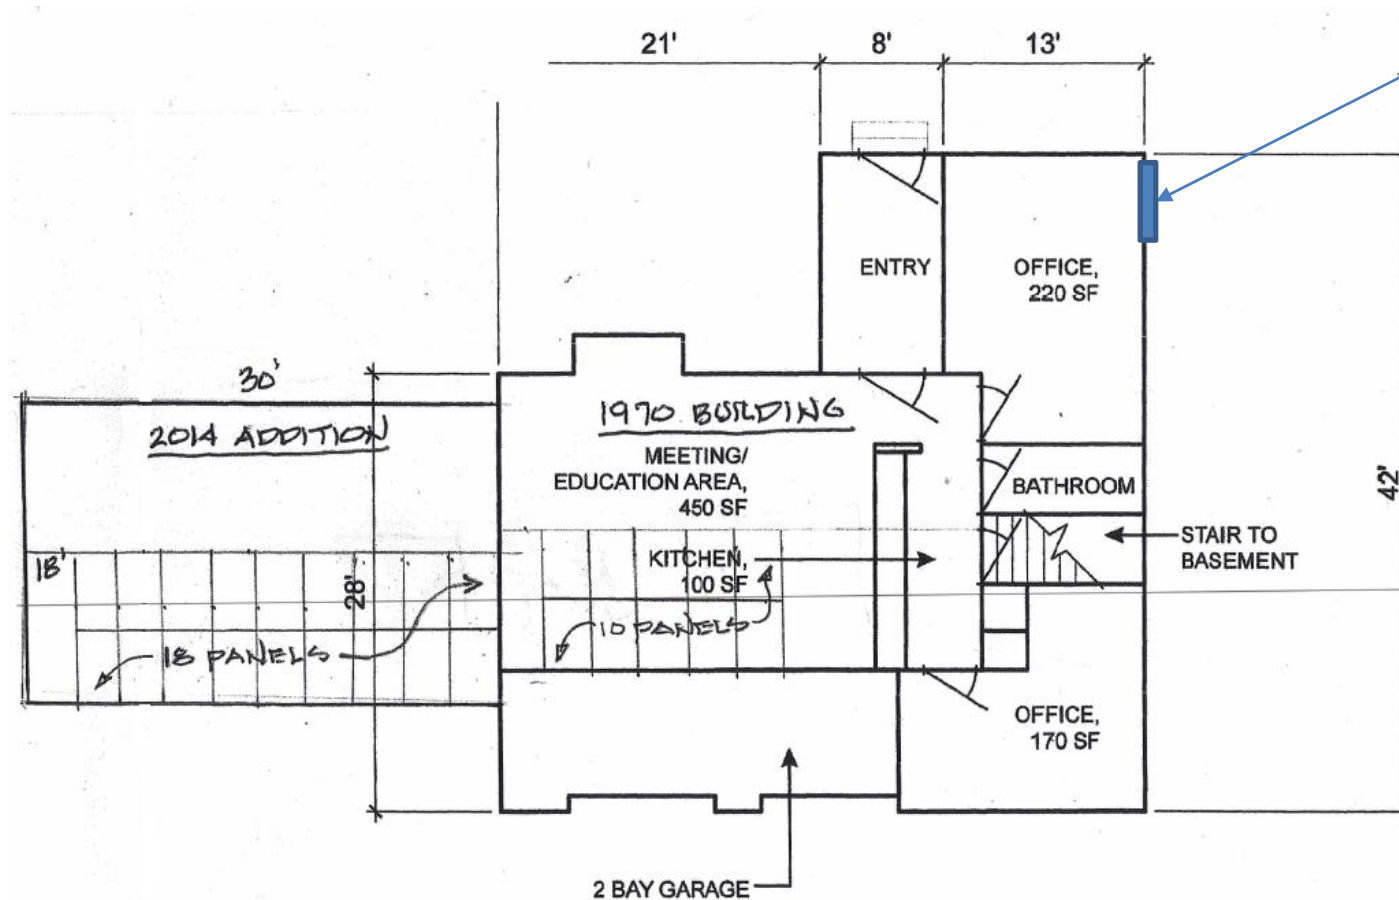 21'
8'
13'
ENTRY
OFFICE,
220 SF
30'
2014 ADDITION
1970 BUILDING
MEETING/
EDUCATION AREA,
450 SF
BATHROOM
42'
STAIR TO
BASEMENT
KITCHEN,
100 SF
18'
28'
10 PANELS
18 PANELS
OFFICE,
170 SF
2 BAY GARAGE